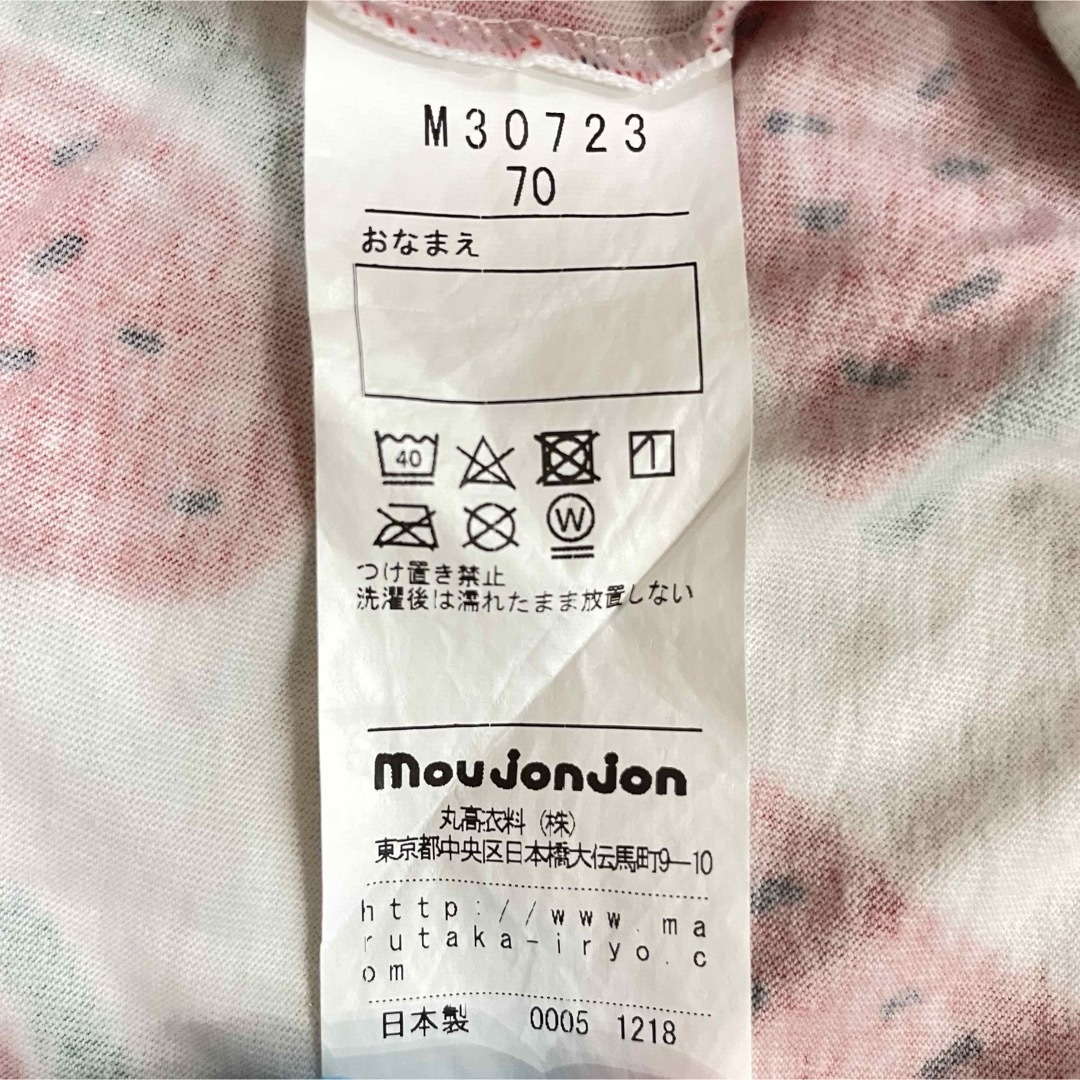 M30723
70
おなまえ
40
W
つけ置き禁止
洗濯後は濡れたまま放置しない
moujonjon
丸高衣料（株）
東京都中央区日本橋大伝馬町9ー10
http://www.ma
rutaka-iryo.c
om
日本製 0005 1218